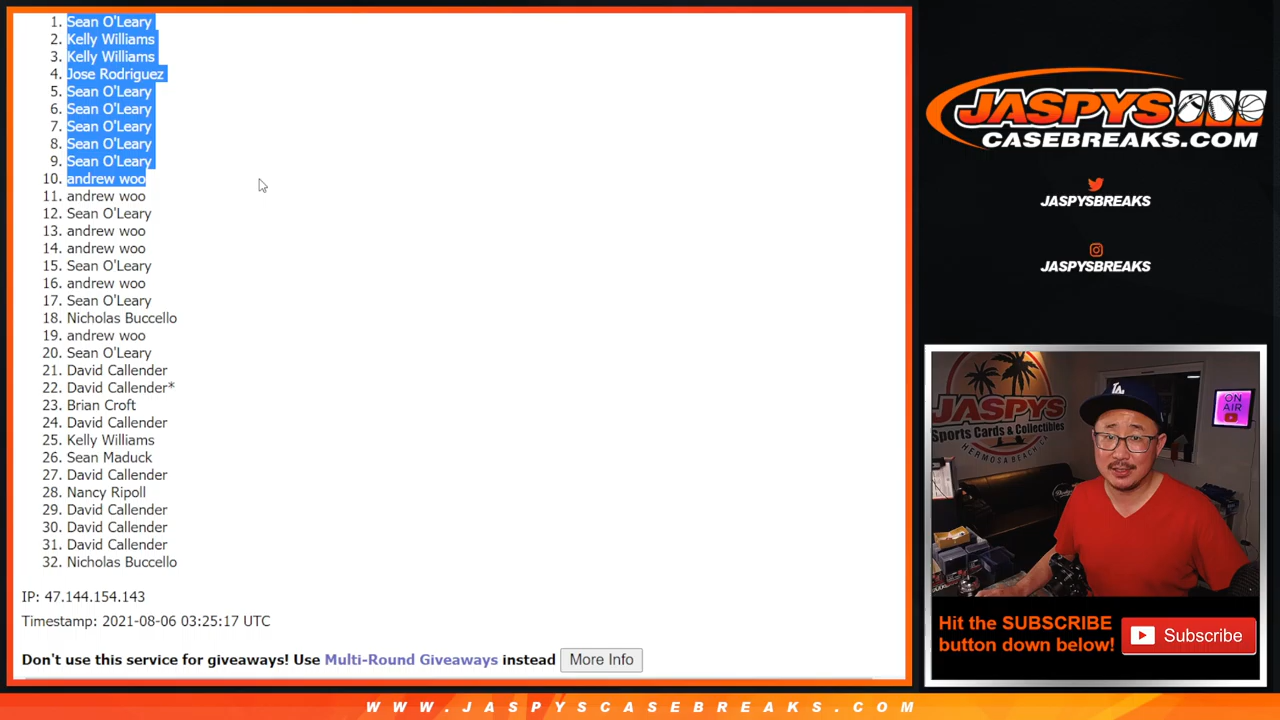 1. Sean O'Leary
2. Kelly Williams
3. Kelly Williams
4. Jose Rodriguez
5. Sean O'Leary
6. Sean O'Leary
7. Sean O'Leary
8. Sean O'Leary
9. Sean O'Leary
10. andrew woo
11. andrew woo
12. Sean O'Leary
13. andrew woo
14. andrew woo
15. Sean O'Leary
16. andrew woo
17. Sean O'Leary
18. Nicholas Buccello
19. andrew woo
20. Sean O'Leary
21. David Callender
22. David Callender*
23. Brian Croft
24. David Callender
25. Kelly Williams
26. Sean Maduck
27. David Callender
28. Nancy Ripoll
29. David Callender
30. David Callender
31. David Callender
32. Nicholas Buccello
IP: 47.144.154.143
Timestamp: 2021-08-06 03:25:17 UTC
Don't use this service for giveaways! Use Multi-Round Giveaways instead More Info
JASPYS
CASEBREAKS.COM
JASPYSBREAKS
JASPYSBREAKS
JASPYS
Sports Cards & Collectibles
HERMOSA BEACH CA
LA
ON
AIR
Hit the SUBSCRIBE
button down below!
Subscribe
WWW.JASPYSCASEBREAKS.COM